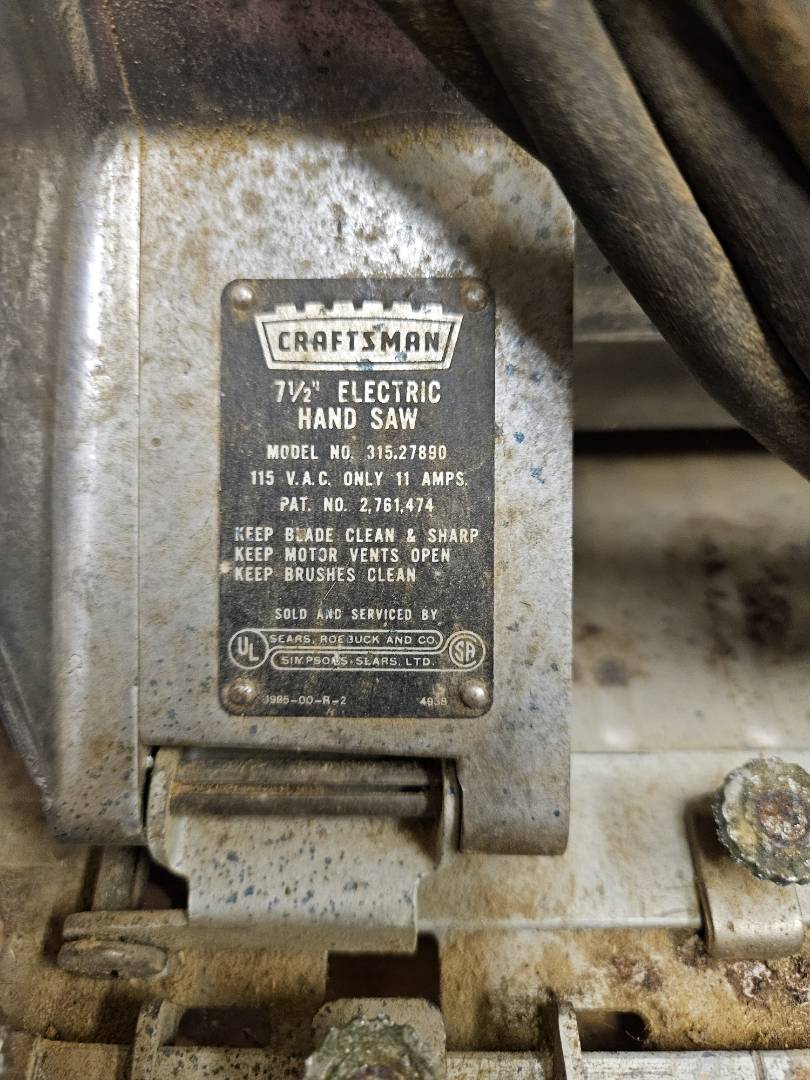 CRAFTSMAN
7½" ELECTRIC
HAND SAW
MODEL NO. 315.27890
115 V.A.C. ONLY 11 AMPS.
PAT. NO. 2,761,474
KEEP BLADE CLEAN & SHARP
KEEP MOTOR VENTS OPEN
KEEP BRUSHES CLEAN
SOLD AND SERVICED BY
UL SEARS, ROEBUCK AND CO. SA
SIMPSONS-SEARS, LTD.
1995-00-R-2 4938